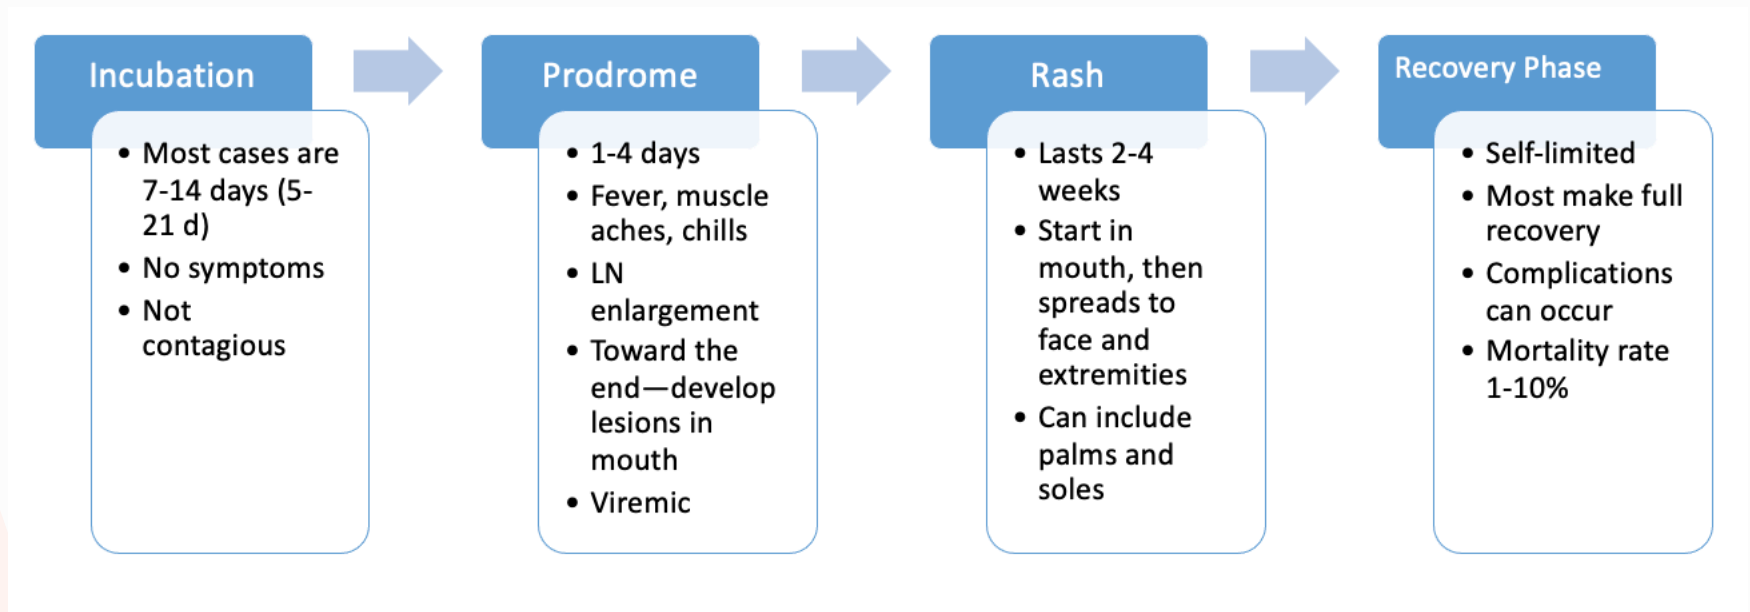 Incubation
• Most cases are
7-14 days (5-
21 d)
• No symptoms
• Not
contagious
Prodrome
• 1-4 days
• Fever, muscle
aches, chills
• LN
enlargement
• Toward the
end—develop
lesions in
mouth
• Viremic
Rash
• Lasts 2-4
weeks
• Start in
mouth, then
spreads to
face and
extremities
• Can include
palms and
soles
Recovery Phase
• Self-limited
• Most make full
recovery
• Complications
can occur
• Mortality rate
1-10%